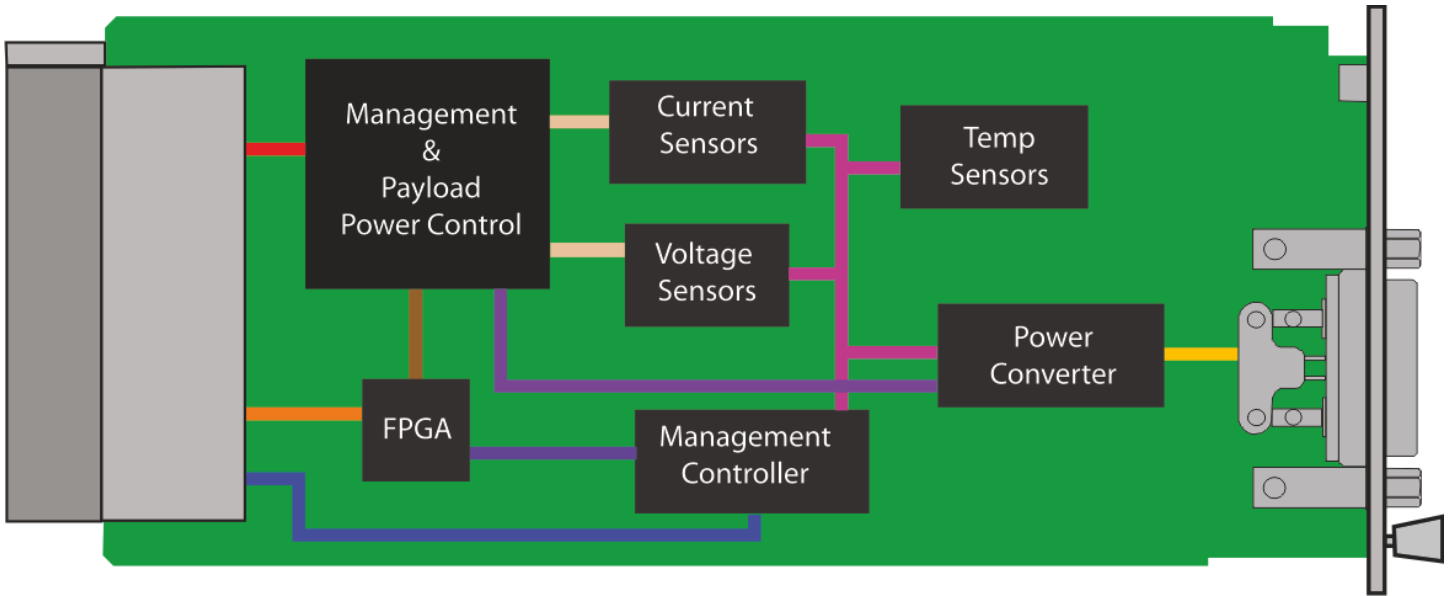 Management
&
Payload
Power Control
Current
Sensors
Temp
Sensors
Voltage
Sensors
Power
Converter
FPGA
Management
Controller